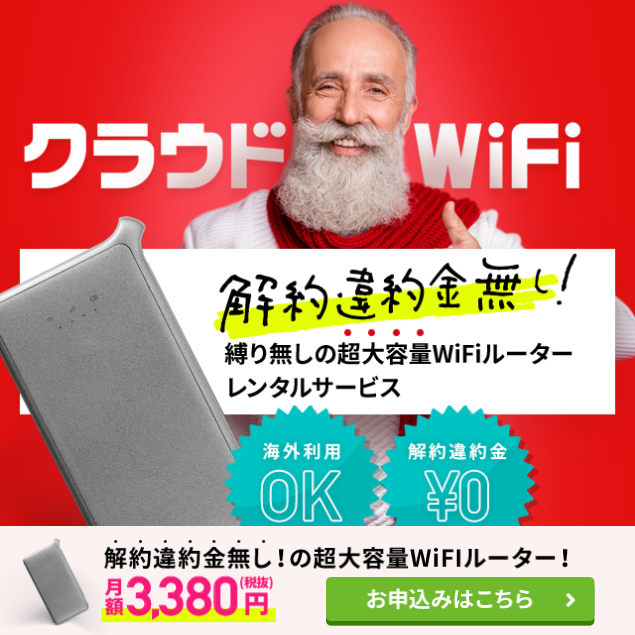 クラウド WiFi
解約違約金無し!
縛り無しの超大容量WiFiルーター
レンタルサービス
海外利用
OK
解約違約金
¥0
解約違約金無し!の超大容量WiFIルーター!
月額3,380円(税抜)
お申込みはこちら